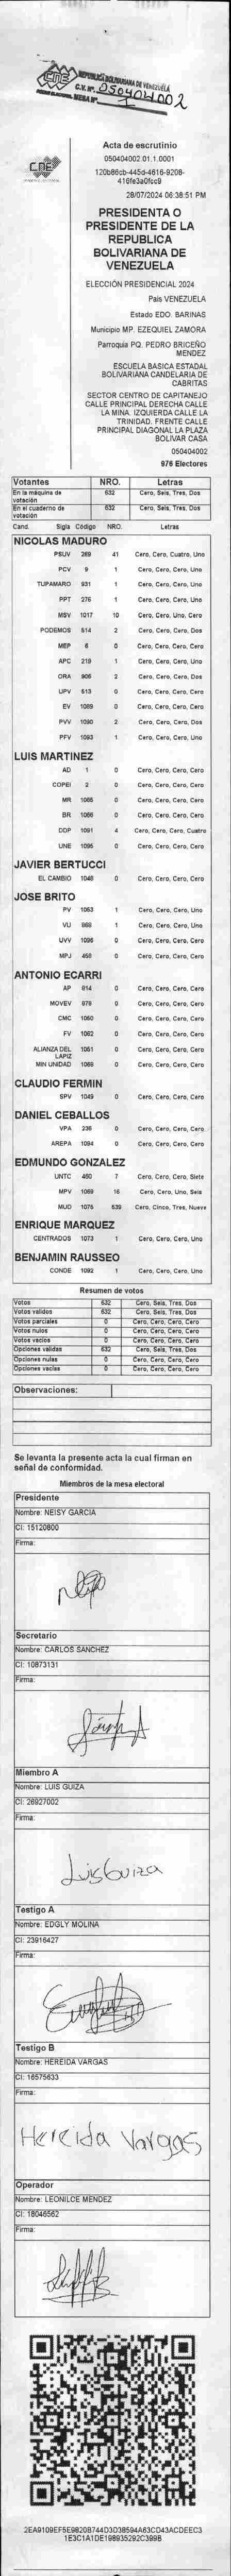 CNE REPUBLICA BOLIVARIANA DE VENEZUELA
PODER ELECTORAL
C.V. Nº. 050404002
MESA Nº. 1
CNE
Acta de escrutinio
050404002.01.1.0001
28/07/2024 06:38:51 PM
PRESIDENTA O
PRESIDENTE DE LA
REPUBLICA
BOLIVARIANA DE
VENEZUELA
ELECCIÓN PRESIDENCIAL 2024
País VENEZUELA
Estado EDO. BARINAS
Municipio MP. EZEQUIEL ZAMORA
Parroquia PQ. PEDRO BRICEÑO
MENDEZ
ESCUELA BASICA ESTADAL
BOLIVARIANA CANDELARIA DE
CABRITAS
SECTOR CENTRO DE CAPITANEJO
CALLE PRINCIPAL DERECHA CALLE
LA MINA. IZQUIERDA CALLE LA
TRINIDAD. FRENTE CALLE
PRINCIPAL DIAGONAL LA PLAZA
BOLIVAR CASA
050404002
976 Electores
Votantes NRO. Letras
En la máquina de votación 632 Cero, Seis, Tres, Dos
En el cuaderno de votación 632 Cero, Seis, Tres, Dos
Cand. Sigla Código NRO. Letras
NICOLAS MADURO
PSUV 269 41 Cero, Cero, Cuatro, Uno
PCV 9 1 Cero, Cero, Cero, Uno
TUPAMARO 931 1 Cero, Cero, Cero, Uno
PPT 276 1 Cero, Cero, Cero, Uno
MSV 1017 10 Cero, Cero, Uno, Cero
PODEMOS 514 2 Cero, Cero, Cero, Dos
MEP 6 0 Cero, Cero, Cero, Cero
APC 219 1 Cero, Cero, Cero, Uno
ORA 906 2 Cero, Cero, Cero, Dos
UPV 513 0 Cero, Cero, Cero, Cero
EV 1089 0 Cero, Cero, Cero, Cero
PVV 1090 2 Cero, Cero, Cero, Dos
PFV 1093 1 Cero, Cero, Cero, Uno
LUIS MARTINEZ
AD 1 0 Cero, Cero, Cero, Cero
COPEI 2 0 Cero, Cero, Cero, Cero
MR 1065 0 Cero, Cero, Cero, Cero
BR 1066 0 Cero, Cero, Cero, Cero
DDP 1091 4 Cero, Cero, Cero, Cuatro
UNE 1095 0 Cero, Cero, Cero, Cero
JAVIER BERTUCCI
EL CAMBIO 1048 0 Cero, Cero, Cero, Cero
JOSE BRITO
PV 1053 1 Cero, Cero, Cero, Uno
VU 868 1 Cero, Cero, Cero, Uno
UVV 1096 0 Cero, Cero, Cero, Cero
MPJ 458 0 Cero, Cero, Cero, Cero
ANTONIO ECARRI
AP 914 0 Cero, Cero, Cero, Cero
MOVEV 979 0 Cero, Cero, Cero, Cero
CMC 1050 0 Cero, Cero, Cero, Cero
FV 1062 0 Cero, Cero, Cero, Cero
ALIANZA DEL LAPIZ 1051 0 Cero, Cero, Cero, Cero
MIN UNIDAD 1069 0 Cero, Cero, Cero, Cero
CLAUDIO FERMIN
SPV 1049 0 Cero, Cero, Cero, Cero
DANIEL CEBALLOS
VPA 236 0 Cero, Cero, Cero, Cero
AREPA 1094 0 Cero, Cero, Cero, Cero
EDMUNDO GONZALEZ
UNTC 450 7 Cero, Cero, Cero, Siete
MPV 1059 16 Cero, Cero, Uno, Seis
MUD 1075 539 Cero, Cinco, Tres, Nueve
ENRIQUE MARQUEZ
CENTRADOS 1073 1 Cero, Cero, Cero, Uno
BENJAMIN RAUSSEO
CONDE 1092 1 Cero, Cero, Cero, Uno
Resumen de votos
Votos 632 Cero, Seis, Tres, Dos
Votos validos 632 Cero, Seis, Tres, Dos
Votos parciales 0 Cero, Cero, Cero, Cero
Votos nulos 0 Cero, Cero, Cero, Cero
Votos vacios 0 Cero, Cero, Cero, Cero
Opciones validas 632 Cero, Seis, Tres, Dos
Opciones nulas 0 Cero, Cero, Cero, Cero
Opciones vacias 0 Cero, Cero, Cero, Cero
Observaciones:
Se levanta la presente acta la cual firman en
señal de conformidad.
Miembros de la mesa electoral
Presidente
Nombre: NEISY GARCIA
CI: 15120800
Firma:
Secretario
Nombre: CARLOS SANCHEZ
CI: 10873131
Firma:
Miembro A
Nombre: LUIS GUIZA
CI: 26927002
Firma:
Luis Guiza
Testigo A
Nombre: EDGLY MOLINA
CI: 23916427
Firma:
Testigo B
Nombre: HEREIDA VARGAS
CI: 16575633
Firma:
Hereida Vargas
Operador
Nombre: LEONILCE MENDEZ
CI: 18046562
Firma:
2EA9109EF5E9820B744D3D38594A63CD43ACDEEC3
1E3C1A1DE198935292C399B